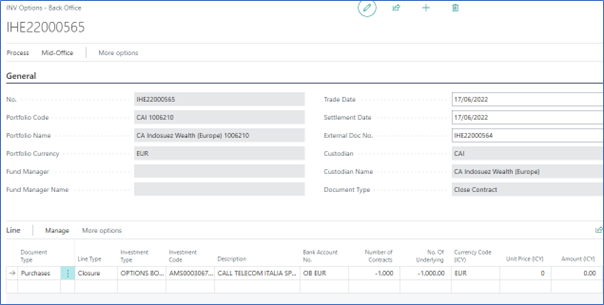 INV Options - Back Office
IHE22000565
Process Mid-Office More options
General
No. IHE22000565 Trade Date 17/06/2022
Portfolio Code CAI 1006210 Settlement Date 17/06/2022
Portfolio Name CA Indosuez Wealth (Europe) 1006210 External Doc No. IHE22000564
Portfolio Currency EUR Custodian CAI
Fund Manager Custodian Name CA Indosuez Wealth (Europe)
Fund Manager Name Document Type Close Contract
Line Manage More options
Document Type Line Type Investment Type Investment Code Description Bank Account No. Number of Contracts No. Of Underlying Currency Code (ICY) Unit Price (ICY) Amount (ICY)
Purchases Closure OPTIONS BO... AMS0003067... CALL TELECOM ITALIA SP... OB EUR -1,000 -1,000.00 EUR 0 0.00